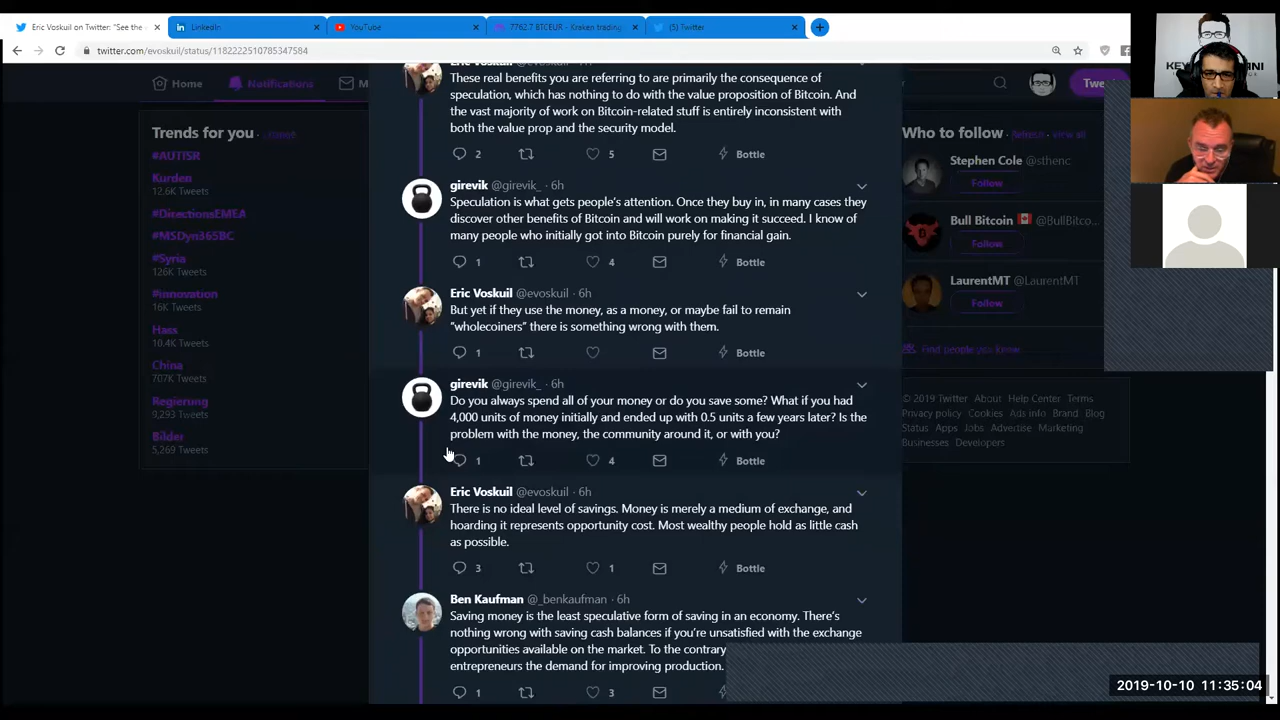 Eric Voskuil on Twitter: "See the
LinkedIn
YouTube
7762.7 BTCEUR - Kraken trading
(5) Twitter
twitter.com/evoskuil/status/1182222510785347584
Home
Notifications
M
Trends for you
#AUTISR
Kurden
12.6K Tweets
#DirectionsEMEA
#MSDyn365BC
#Syria
126K Tweets
#innovation
16K Tweets
Hass
10.4K Tweets
China
707K Tweets
Regierung
9,293 Tweets
Bilder
5,269 Tweets
Eric Voskuil @evoskuil
These real benefits you are referring to are primarily the consequence of
speculation, which has nothing to do with the value proposition of Bitcoin. And
the vast majority of work on Bitcoin-related stuff is entirely inconsistent with
both the value prop and the security model.
2 5 Bottle
girevik @girevik_ · 6h
Speculation is what gets people's attention. Once they buy in, in many cases they
discover other benefits of Bitcoin and will work on making it succeed. I know of
many people who initially got into Bitcoin purely for financial gain.
1 4 Bottle
Eric Voskuil @evoskuil · 6h
But yet if they use the money, as a money, or maybe fail to remain
"wholecoiners" there is something wrong with them.
1 Bottle
girevik @girevik_ · 6h
Do you always spend all of your money or do you save some? What if you had
4,000 units of money initially and ended up with 0.5 units a few years later? Is the
problem with the money, the community around it, or with you?
1 4 Bottle
Eric Voskuil @evoskuil · 6h
There is no ideal level of savings. Money is merely a medium of exchange, and
hoarding it represents opportunity cost. Most wealthy people hold as little cash
as possible.
3 1 Bottle
Ben Kaufman @_benkaufman · 6h
Saving money is the least speculative form of saving in an economy. There's
nothing wrong with saving cash balances if you're unsatisfied with the exchange
opportunities available on the market. To the contrary
entrepreneurs the demand for improving production.
1 3
Who to follow · Refresh · View all
Stephen Cole @sthenc
Follow
Bull Bitcoin @BullBitco...
Follow
LaurentMT @LaurentMT
Follow
Find people you know
© 2019 Twitter About Help Center Terms
Privacy policy Cookies Ads info Brand Blog
Status Apps Jobs Advertise Marketing
Businesses Developers
2019-10-10 11:35:04